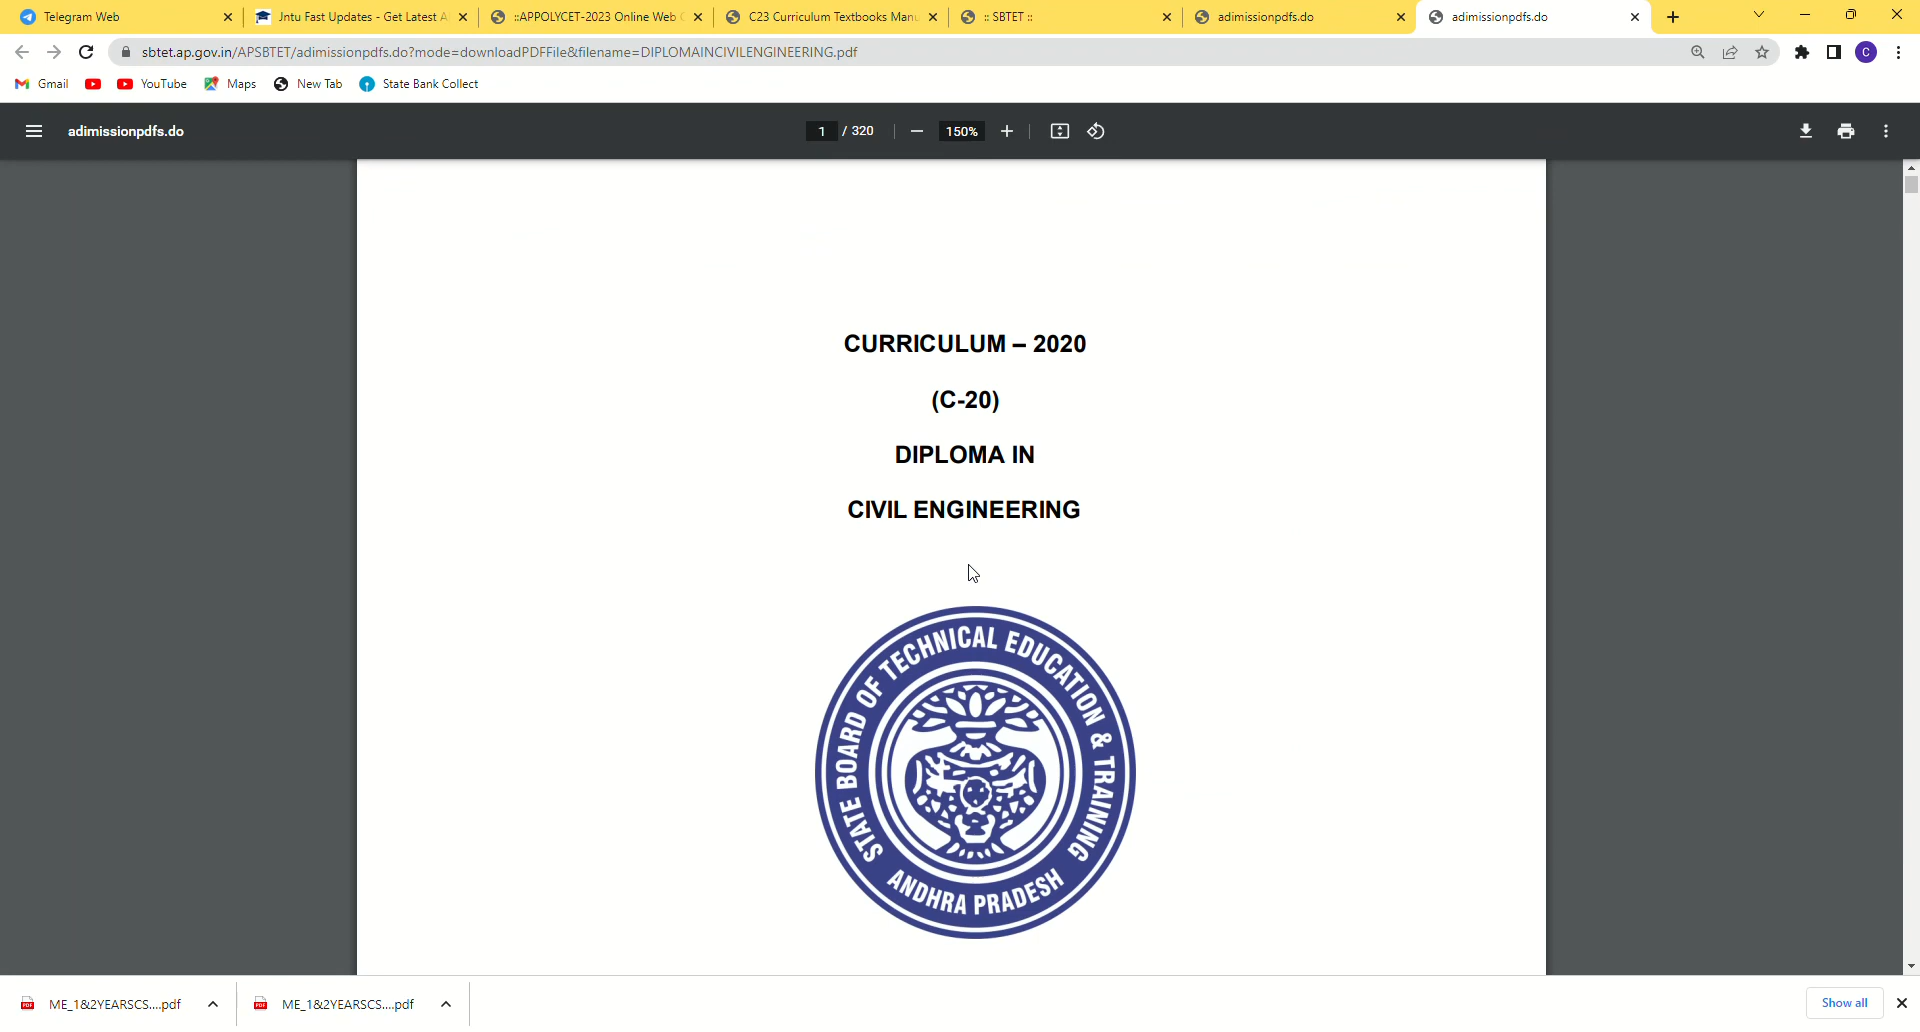 Telegram Web
Jntu Fast Updates - Get Latest A
::APPOLYCET-2023 Online Web C
C23 Curriculum Textbooks Manu
:: SBTET ::
adimissionpdfs.do
adimissionpdfs.do
sbtet.ap.gov.in/APSBTET/adimissionpdfs.do?mode=downloadPDFFile&filename=DIPLOMAINCIVILENGINEERING.pdf
C
Gmail
YouTube
Maps
New Tab
State Bank Collect
adimissionpdfs.do
1 / 320
150%
CURRICULUM – 2020
(C-20)
DIPLOMA IN
CIVIL ENGINEERING
STATE BOARD OF TECHNICAL EDUCATION & TRAINING
ANDHRA PRADESH
PDF
ME_1&2YEARSCS....pdf
PDF
ME_1&2YEARSCS....pdf
Show all